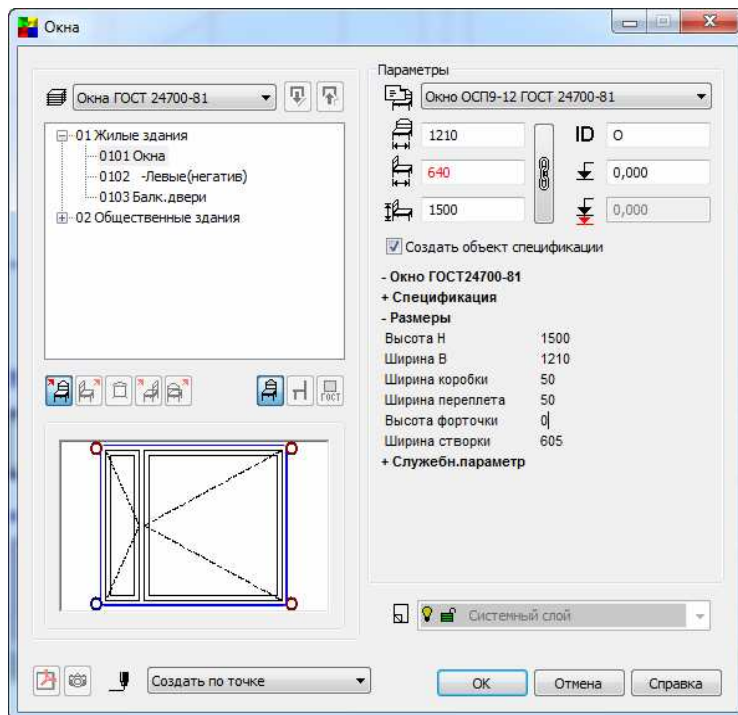 Окна
Окна ГОСТ 24700-81
01 Жилые здания
0101 Окна
0102 -Левые(негатив)
0103 Балк.двери
02 Общественные здания
ГОСТ
Параметры
Окно ОСП9-12 ГОСТ 24700-81
1210 ID O
640 0,000
1500 0,000
Создать объект спецификации
- Окно ГОСТ24700-81
+ Спецификация
- Размеры
Высота H 1500
Ширина B 1210
Ширина коробки 50
Ширина переплета 50
Высота форточки 0
Ширина створки 605
+ Служебн.параметр
Системный слой
Создать по точке
OK Отмена Справка